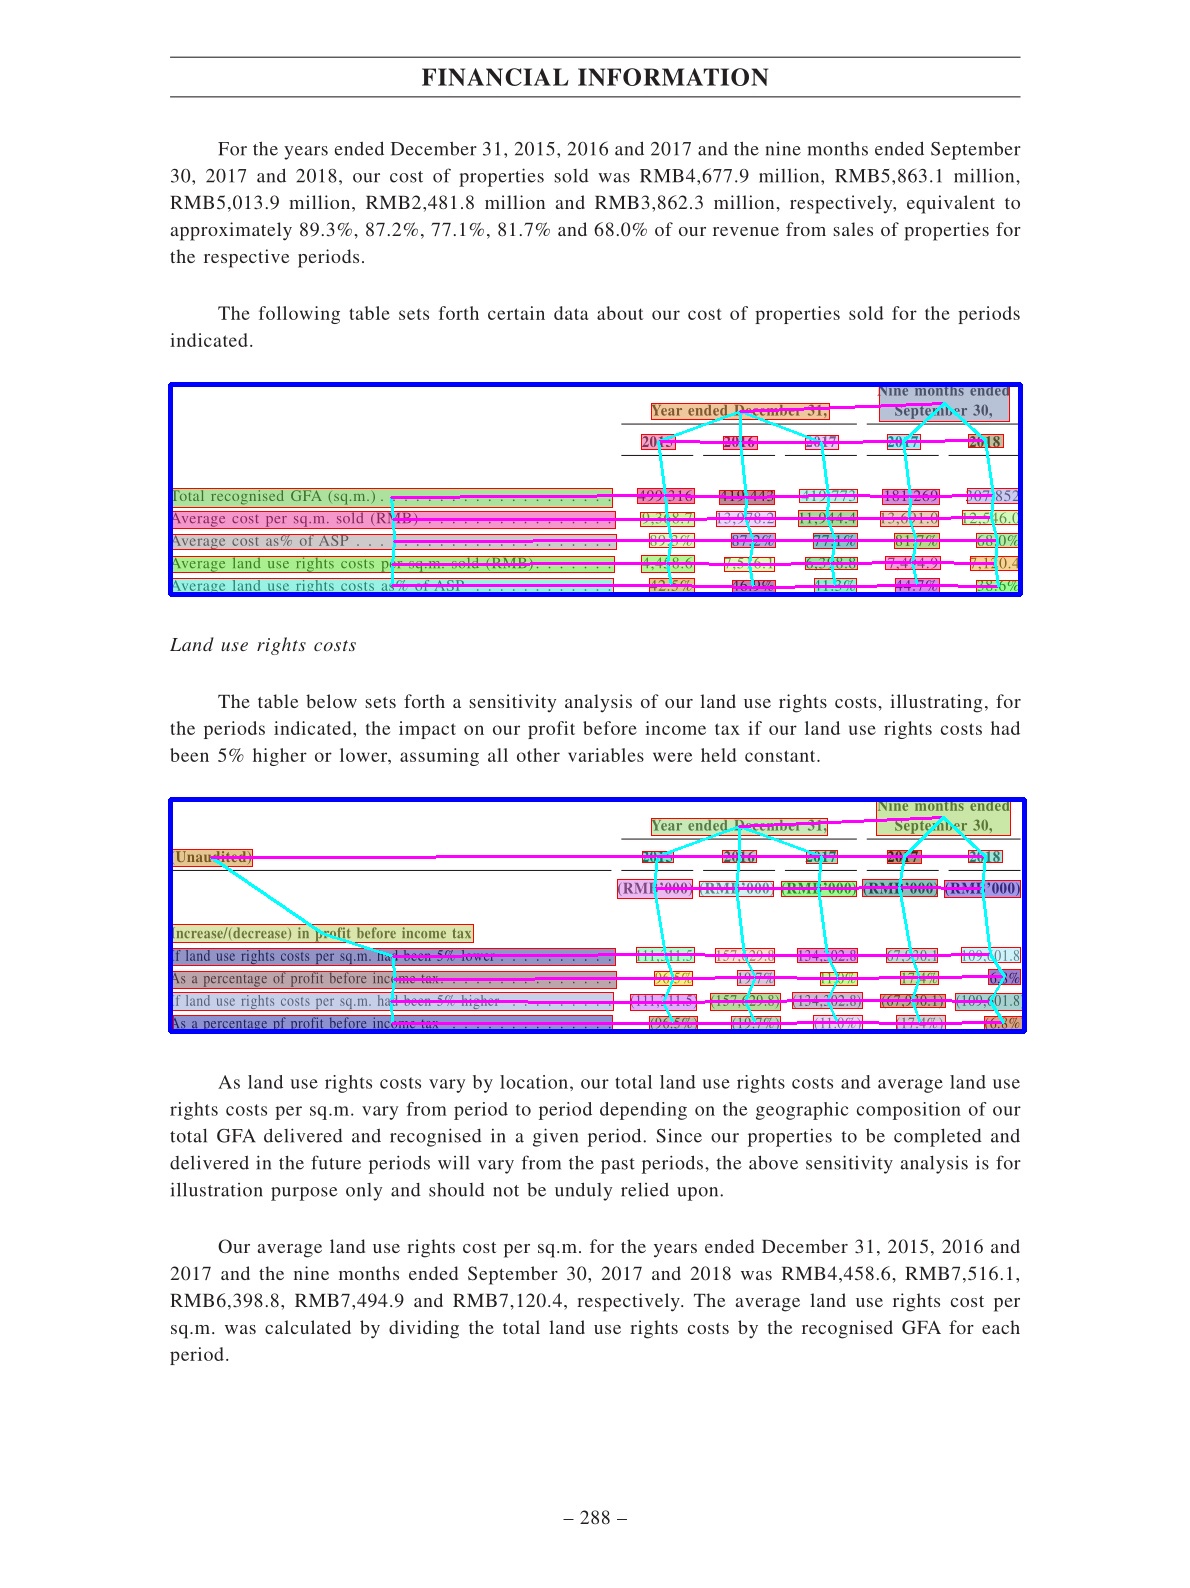 FINANCIAL INFORMATION
For the years ended December 31, 2015, 2016 and 2017 and the nine months ended September
30, 2017 and 2018, our cost of properties sold was RMB4,677.9 million, RMB5,863.1 million,
RMB5,013.9 million, RMB2,481.8 million and RMB3,862.3 million, respectively, equivalent to
approximately 89.3%, 87.2%, 77.1%, 81.7% and 68.0% of our revenue from sales of properties for
the respective periods.
The following table sets forth certain data about our cost of properties sold for the periods
indicated.
Year ended December 31, Nine months ended
September 30,
2015 2016 2017 2017 2018
Total recognised GFA (sq.m.) 499,316 419,443 419,773 181,269 307,852
Average cost per sq.m. sold (RMB) 9,368.7 13,978.2 11,944.4 13,691.0 12,546.0
Average cost as% of ASP 89.3% 87.2% 77.1% 81.7% 68.0%
Average land use rights costs per sq.m. sold (RMB) 4,458.6 7,516.1 6,398.8 7,494.9 7,120.4
Average land use rights costs as% of ASP 42.5% 46.9% 41.3% 44.7% 38.6%
Land use rights costs
The table below sets forth a sensitivity analysis of our land use rights costs, illustrating, for
the periods indicated, the impact on our profit before income tax if our land use rights costs had
been 5% higher or lower, assuming all other variables were held constant.
Year ended December 31, Nine months ended
September 30,
Unaudited) 2015 2016 2017 2017 2018
(RMB'000) (RMB'000) (RMB'000) (RMB'000) (RMB'000)
Increase/(decrease) in profit before income tax
If land use rights costs per sq.m. had been 5% lower 111,311.5 157,629.8 134,302.8 67,930.1 109,601.8
As a percentage of profit before income tax 96.5% 19.7% 11.0% 17.4% 6.8%
If land use rights costs per sq.m. had been 5% higher (111,311.5) (157,629.8) (134,302.8) (67,930.1) (109,601.8
As a percentage pf profit before income tax (96.5%) (19.7%) (11.0%) (17.4%) (6.8%
As land use rights costs vary by location, our total land use rights costs and average land use
rights costs per sq.m. vary from period to period depending on the geographic composition of our
total GFA delivered and recognised in a given period. Since our properties to be completed and
delivered in the future periods will vary from the past periods, the above sensitivity analysis is for
illustration purpose only and should not be unduly relied upon.
Our average land use rights cost per sq.m. for the years ended December 31, 2015, 2016 and
2017 and the nine months ended September 30, 2017 and 2018 was RMB4,458.6, RMB7,516.1,
RMB6,398.8, RMB7,494.9 and RMB7,120.4, respectively. The average land use rights cost per
sq.m. was calculated by dividing the total land use rights costs by the recognised GFA for each
period.
– 288 –